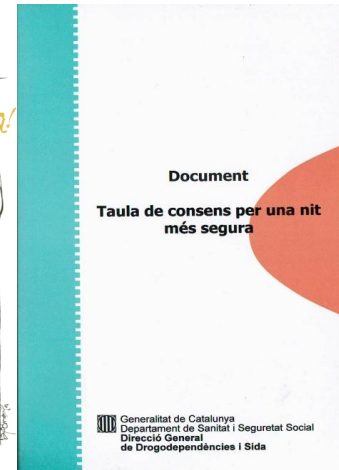 Document
Taula de consens per una nit
més segura
Generalitat de Catalunya
Departament de Sanitat i Seguretat Social
Direcció General
de Drogodependències i Sida